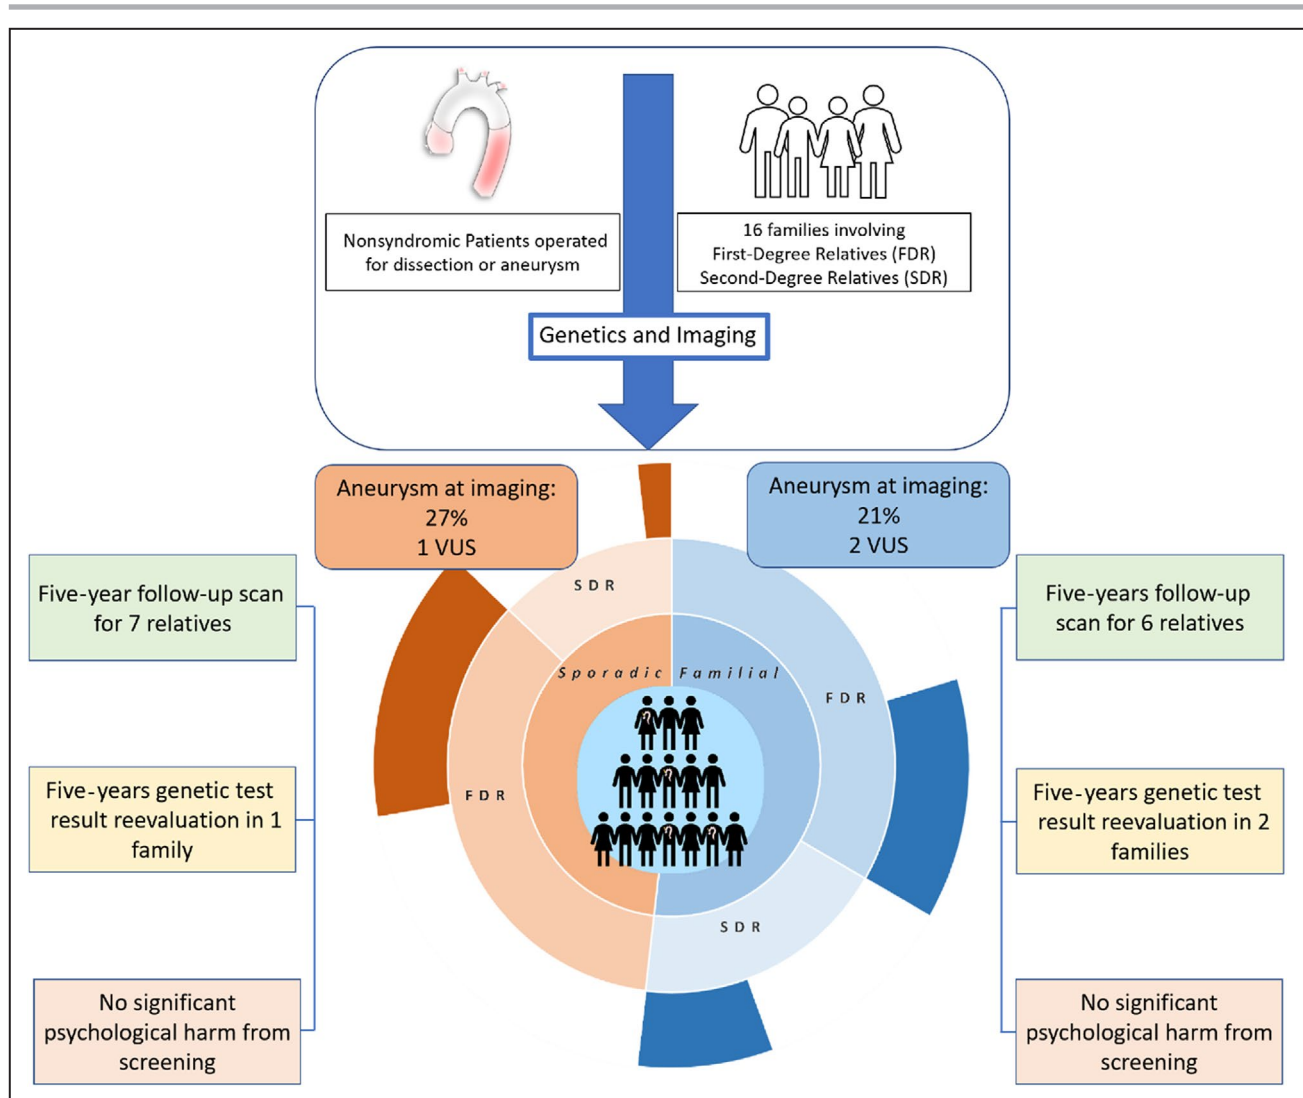 Nonsyndromic Patients operated
for dissection or aneurysm
16 families involving
First-Degree Relatives (FDR)
Second-Degree Relatives (SDR)
Genetics and Imaging
Aneurysm at imaging:
27%
1 VUS
Aneurysm at imaging:
21%
2 VUS
Five-year follow-up scan
for 7 relatives
Five-years genetic test
result reevaluation in 1
family
No significant
psychological harm from
screening
SDR
FDR
Sporadic
Familial
FDR
SDR
Five-years follow-up
scan for 6 relatives
Five-years genetic test
result reevaluation in 2
families
No significant
psychological harm from
screening